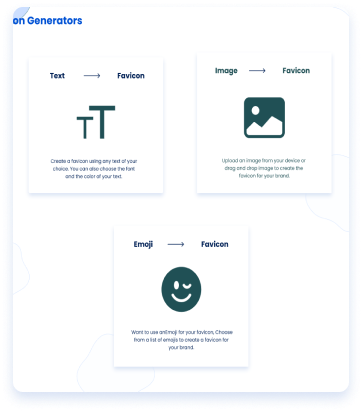 on Generators
Text → Favicon
Image → Favicon
Create a favicon using any text of your
choice. You can also choose the font
and the color of your text.
Upload an image from your device or
drag and drop image to create the
favicon for your brand.
Emoji → Favicon
Want to use an Emoji for your favicon, Choose
from a list of emojis to create a favicon for
your brand.